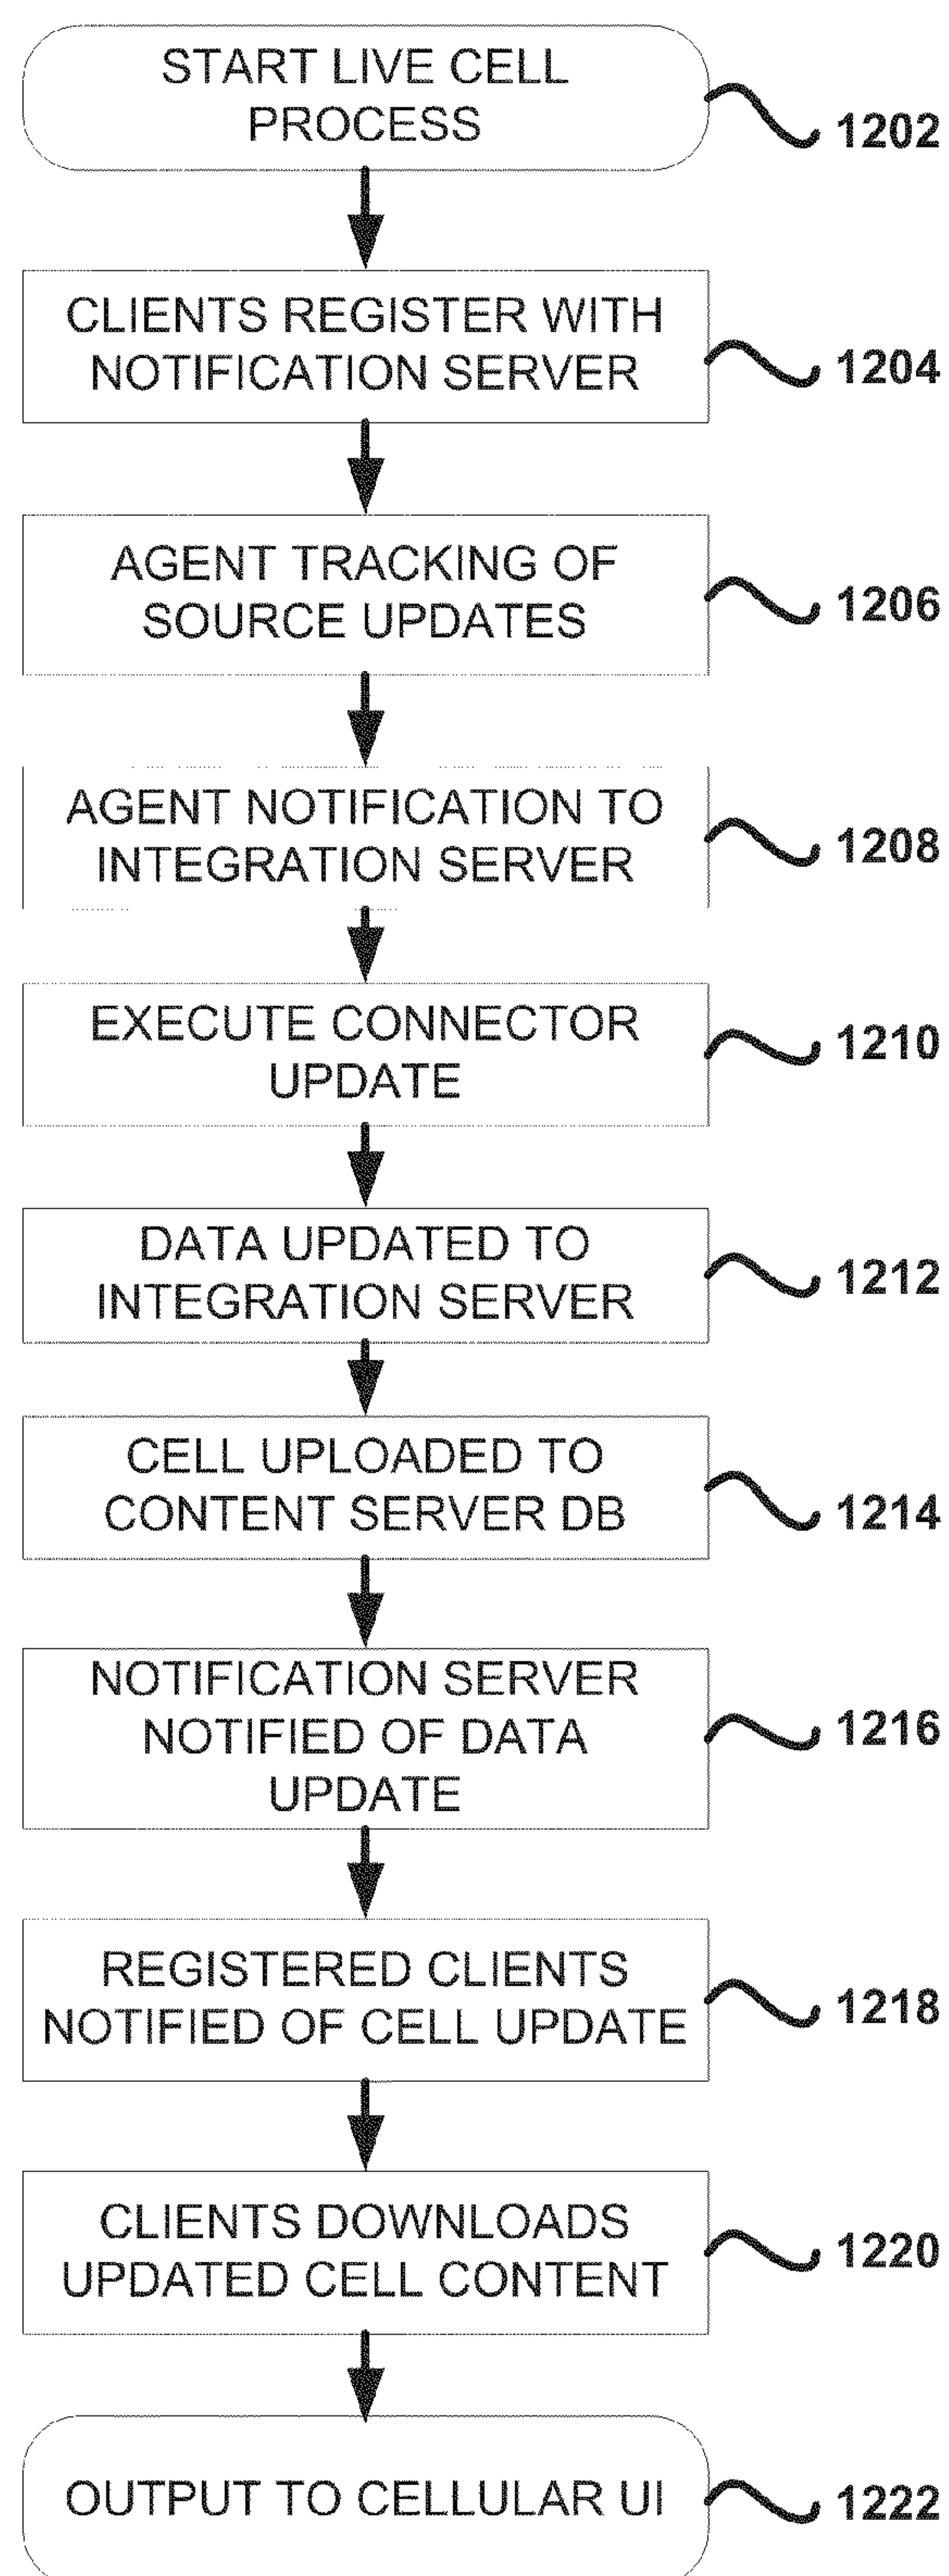 START LIVE CELL
PROCESS
1202
CLIENTS REGISTER WITH
NOTIFICATION SERVER
1204
AGENT TRACKING OF
SOURCE UPDATES
1206
AGENT NOTIFICATION TO
INTEGRATION SERVER
1208
EXECUTE CONNECTOR
UPDATE
1210
DATA UPDATED TO
INTEGRATION SERVER
1212
CELL UPLOADED TO
CONTENT SERVER DB
1214
NOTIFICATION SERVER
NOTIFIED OF DATA
UPDATE
1216
REGISTERED CLIENTS
NOTIFIED OF CELL UPDATE
1218
CLIENTS DOWNLOADS
UPDATED CELL CONTENT
1220
OUTPUT TO CELLULAR UI
1222